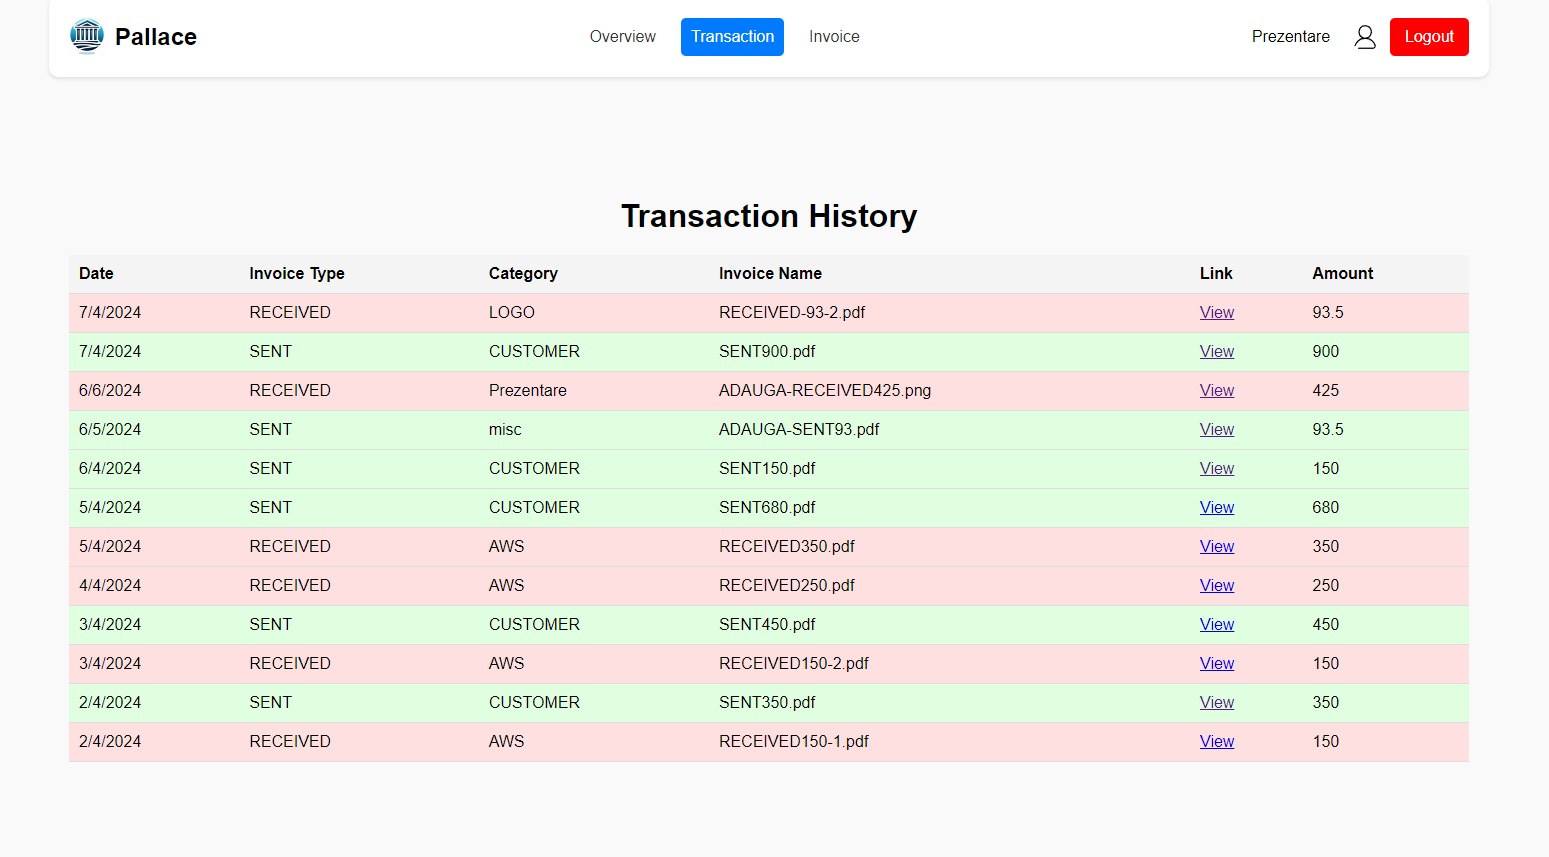 Pallace
Overview Transaction Invoice
Prezentare Logout
Transaction History
Date Invoice Type Category Invoice Name Link Amount
7/4/2024 RECEIVED LOGO RECEIVED-93-2.pdf View 93.5
7/4/2024 SENT CUSTOMER SENT900.pdf View 900
6/6/2024 RECEIVED Prezentare ADAUGA-RECEIVED425.png View 425
6/5/2024 SENT misc ADAUGA-SENT93.pdf View 93.5
6/4/2024 SENT CUSTOMER SENT150.pdf View 150
5/4/2024 SENT CUSTOMER SENT680.pdf View 680
5/4/2024 RECEIVED AWS RECEIVED350.pdf View 350
4/4/2024 RECEIVED AWS RECEIVED250.pdf View 250
3/4/2024 SENT CUSTOMER SENT450.pdf View 450
3/4/2024 RECEIVED AWS RECEIVED150-2.pdf View 150
2/4/2024 SENT CUSTOMER SENT350.pdf View 350
2/4/2024 RECEIVED AWS RECEIVED150-1.pdf View 150